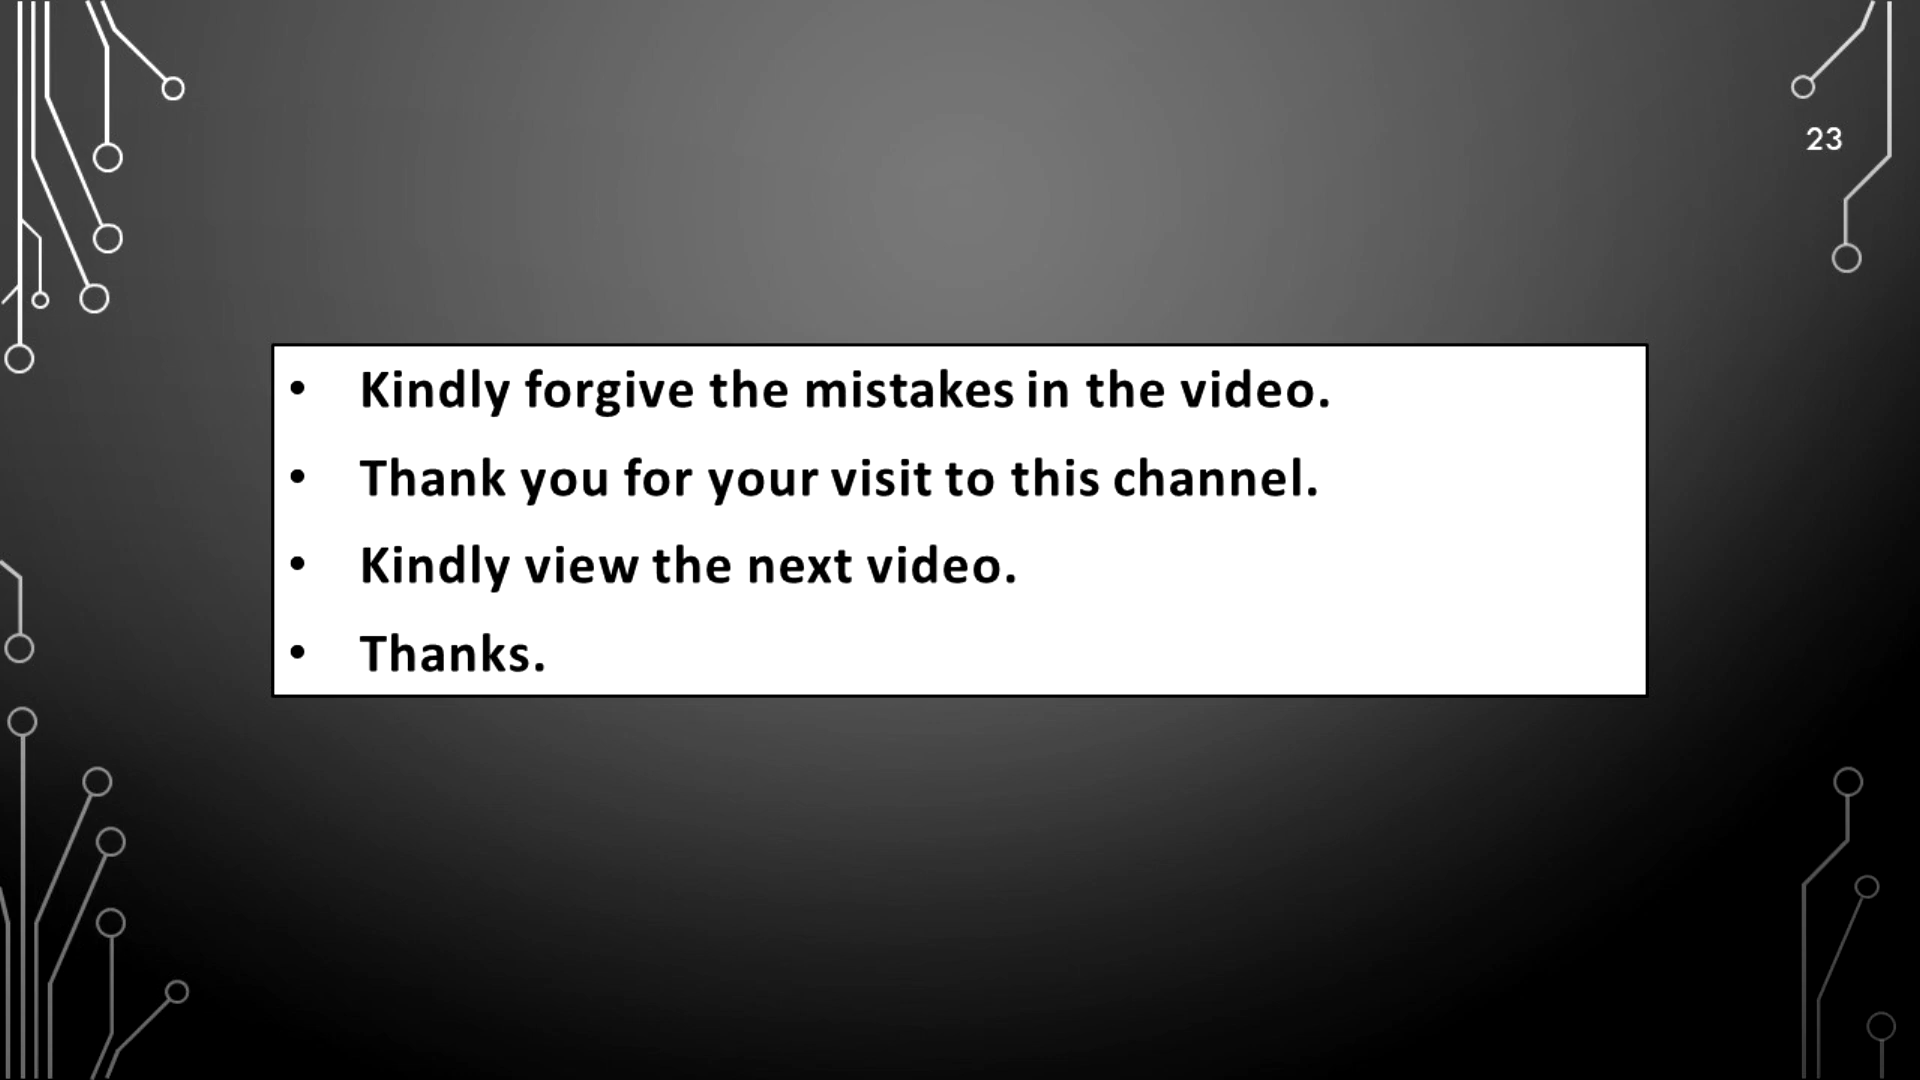 23
• Kindly forgive the mistakes in the video.
• Thank you for your visit to this channel.
• Kindly view the next video.
• Thanks.